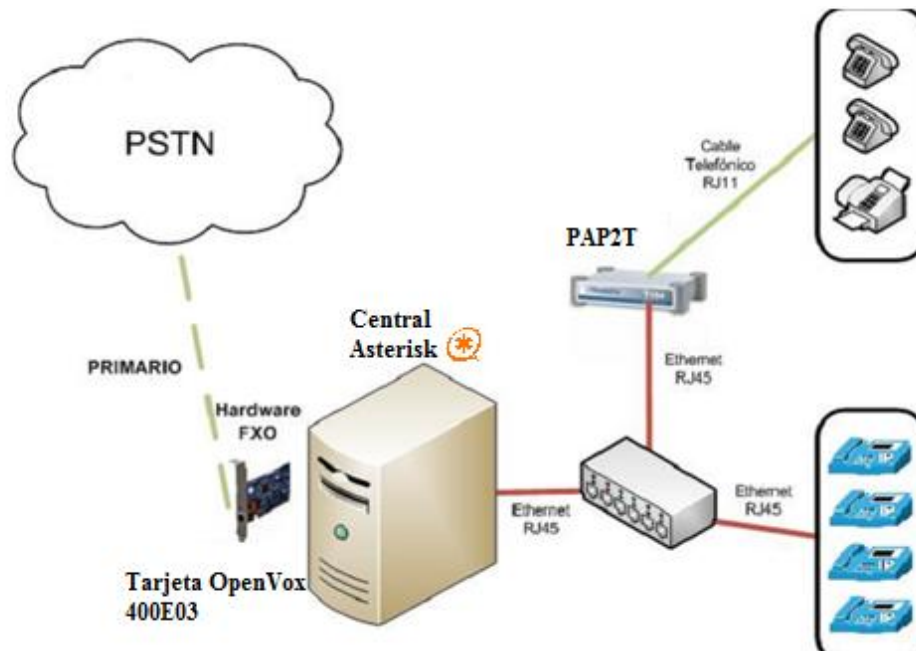 PSTN
Cable
Telefónico
RJ11
PAP2T
Central
Asterisk
Ethernet
RJ45
PRIMARIO
Hardware
FXO
Ethernet
RJ45
Ethernet
RJ45
Tarjeta OpenVox
400E03